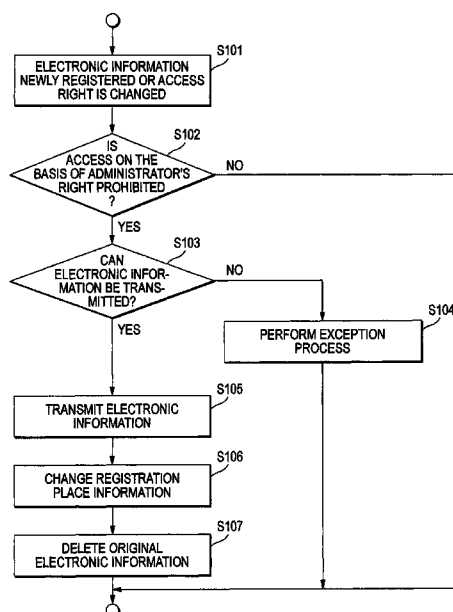 S101
ELECTRONIC INFORMATION
NEWLY REGISTERED OR ACCESS
RIGHT IS CHANGED
S102
IS
ACCESS ON THE
BASIS OF ADMINISTRATOR'S
RIGHT PROHIBITED
?
NO
YES
S103
CAN
ELECTRONIC INFOR-
MATION BE TRANS-
MITTED?
NO
YES
S104
PERFORM EXCEPTION
PROCESS
S105
TRANSMIT ELECTRONIC
INFORMATION
S106
CHANGE REGISTRATION
PLACE INFORMATION
S107
DELETE ORIGINAL
ELECTRONIC INFORMATION